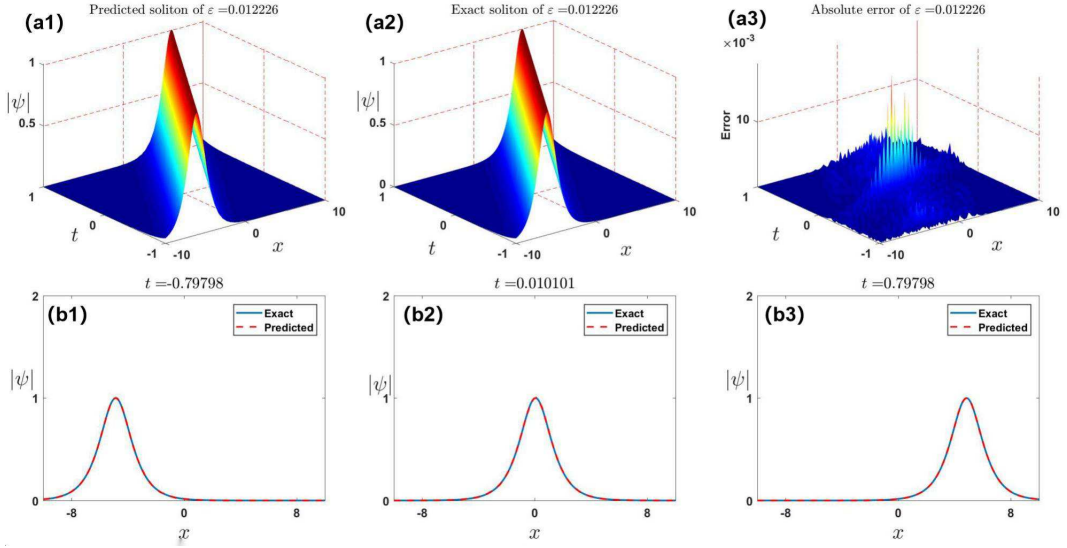 Predicted soliton of ε =0.012226
Exact soliton of ε =0.012226
Absolute error of ε =0.012226
(a1)
(a2)
(a3)
×10⁻³
1
|ψ|
0.5
1
0
-1
t
-10
0
10
x
1
|ψ|
0.5
0
1
0
-1
t
-10
0
10
x
10
Error
1
0
-1
t
-10
0
10
x
t =-0.79798
t =0.010101
t =0.79798
(b1)
2
|ψ|
1
0
-8
0
8
x
Exact
Predicted
(b2)
2
|ψ|
1
0
-8
0
8
x
Exact
Predicted
(b3)
2
|ψ|
1
0
-8
0
8
x
Exact
Predicted